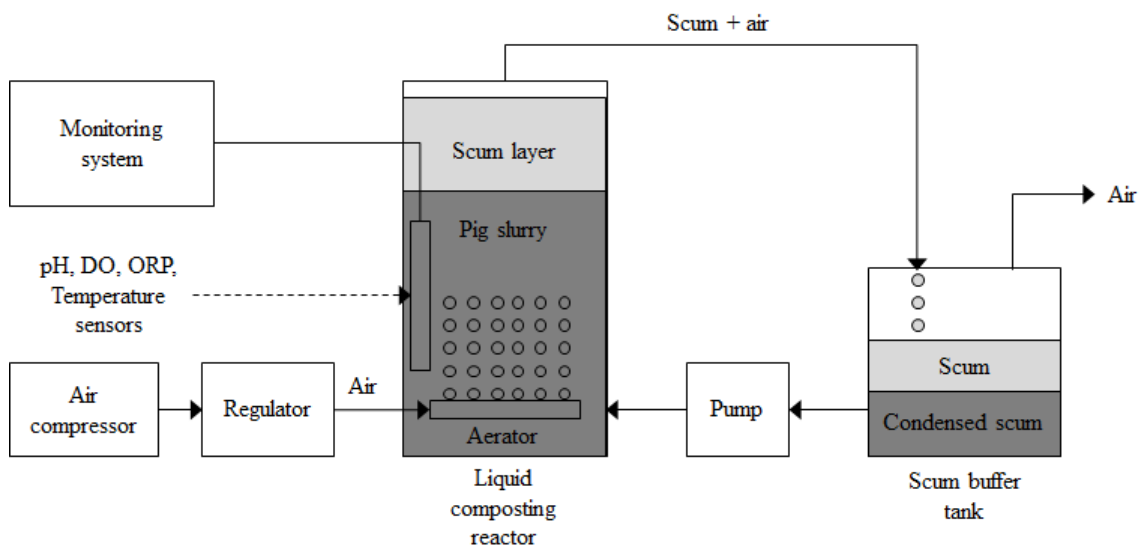 Scum + air
Monitoring
system
Scum layer
Air
Pig slurry
pH, DO, ORP,
Temperature
sensors
Air
compressor
Regulator
Air
Aerator
Pump
Scum
Condensed scum
Liquid
composting
reactor
Scum buffer
tank